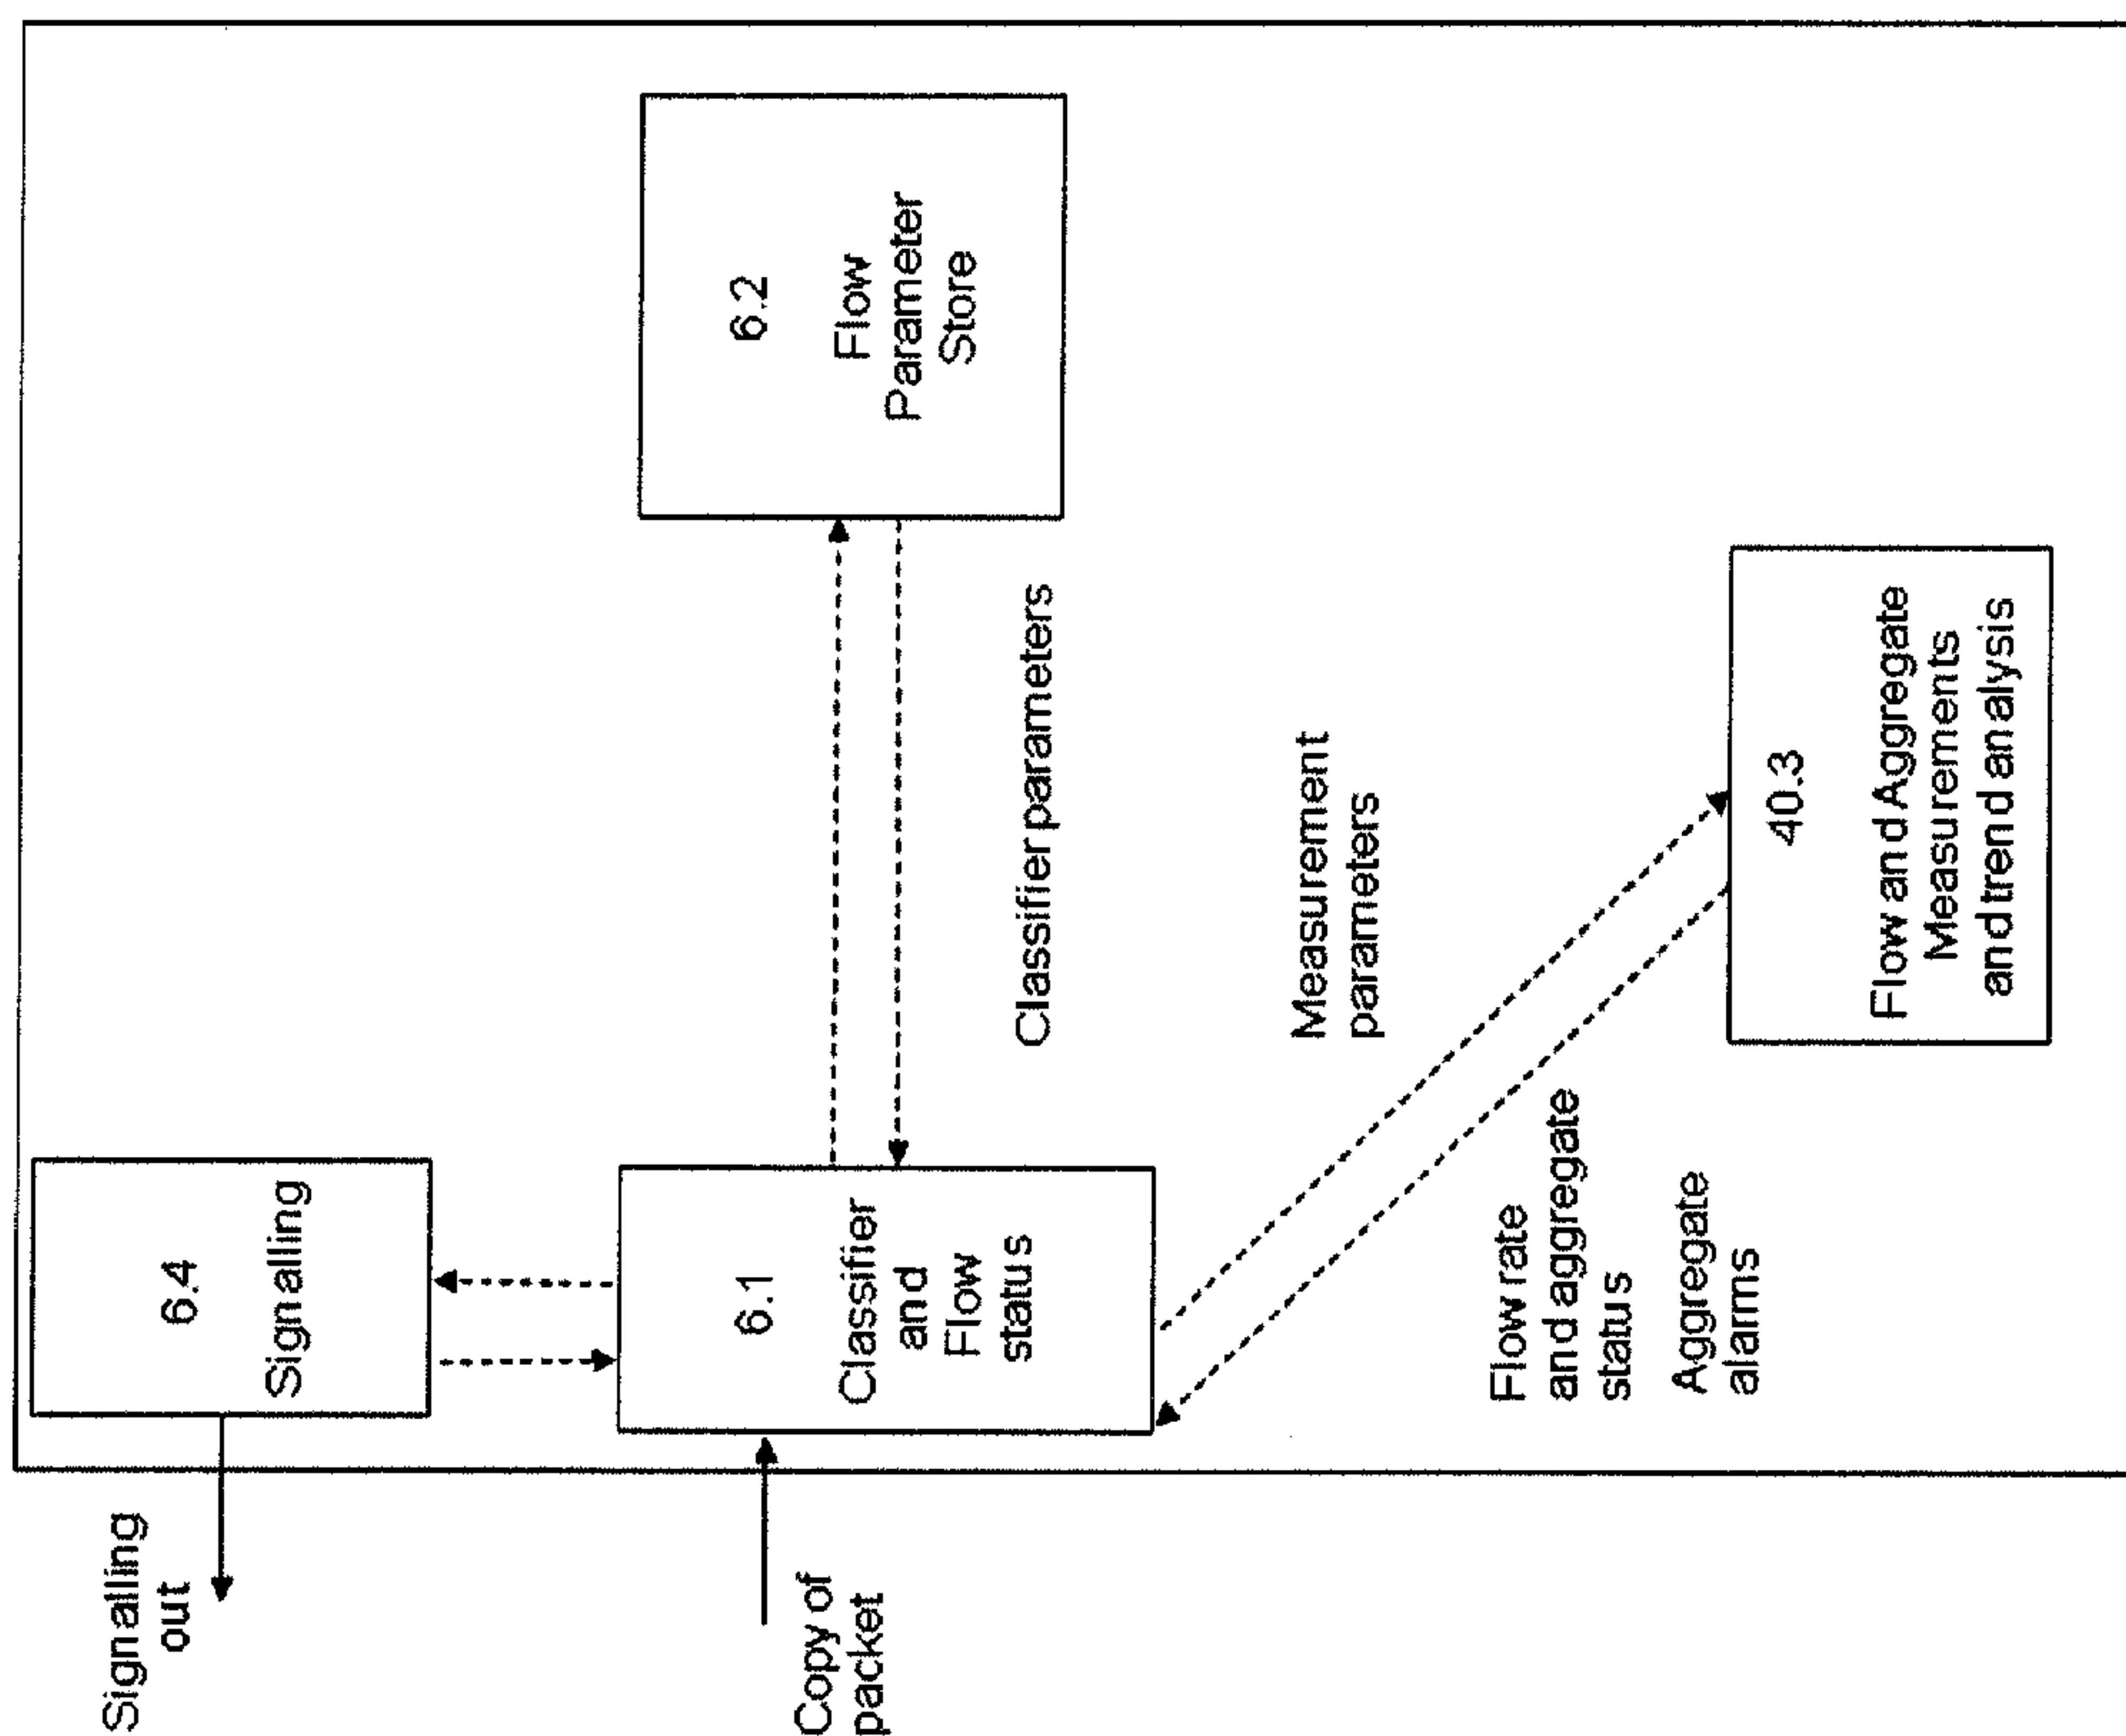 Signalling
out
6.4
Signalling
Copy of
packet
6.1
Classifier
and
Flow
status
6.2
Flow
Parameter
Store
Classifier parameters
Measurement
parameters
Flow rate
and aggregate
status
Aggregate
alarms
40.3
Flow and Aggregate
Measurements
and trend analysis